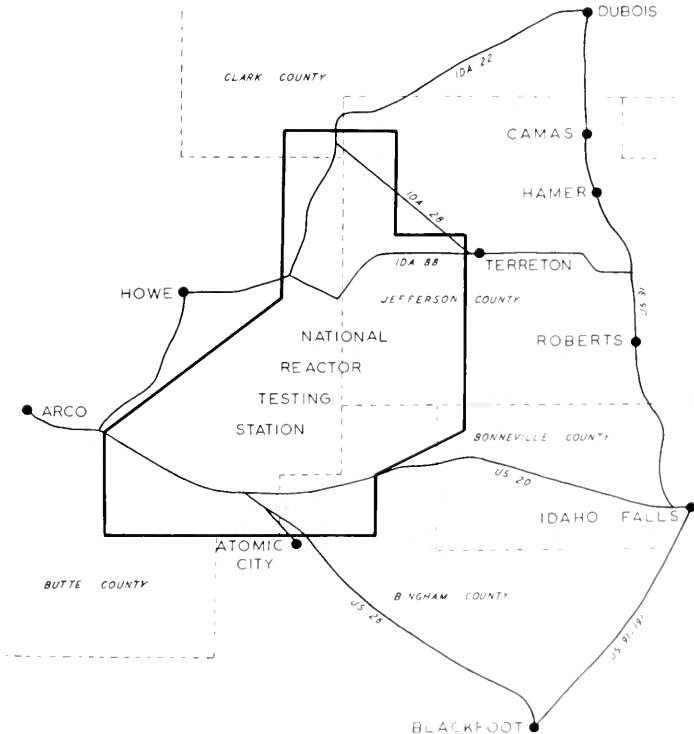 DUBOIS
IDA 22
CLARK COUNTY
CAMAS
HAMER
IDA 28
IDA 88
TERRETON
HOWE
JEFFERSON COUNTY
US 91
NATIONAL
REACTOR
TESTING
STATION
ROBERTS
ARCO
BONNEVILLE COUNTY
US 20
IDAHO FALLS
ATOMIC
CITY
BUTTE COUNTY
BINGHAM COUNTY
US 26
US 91-191
BLACKFOOT